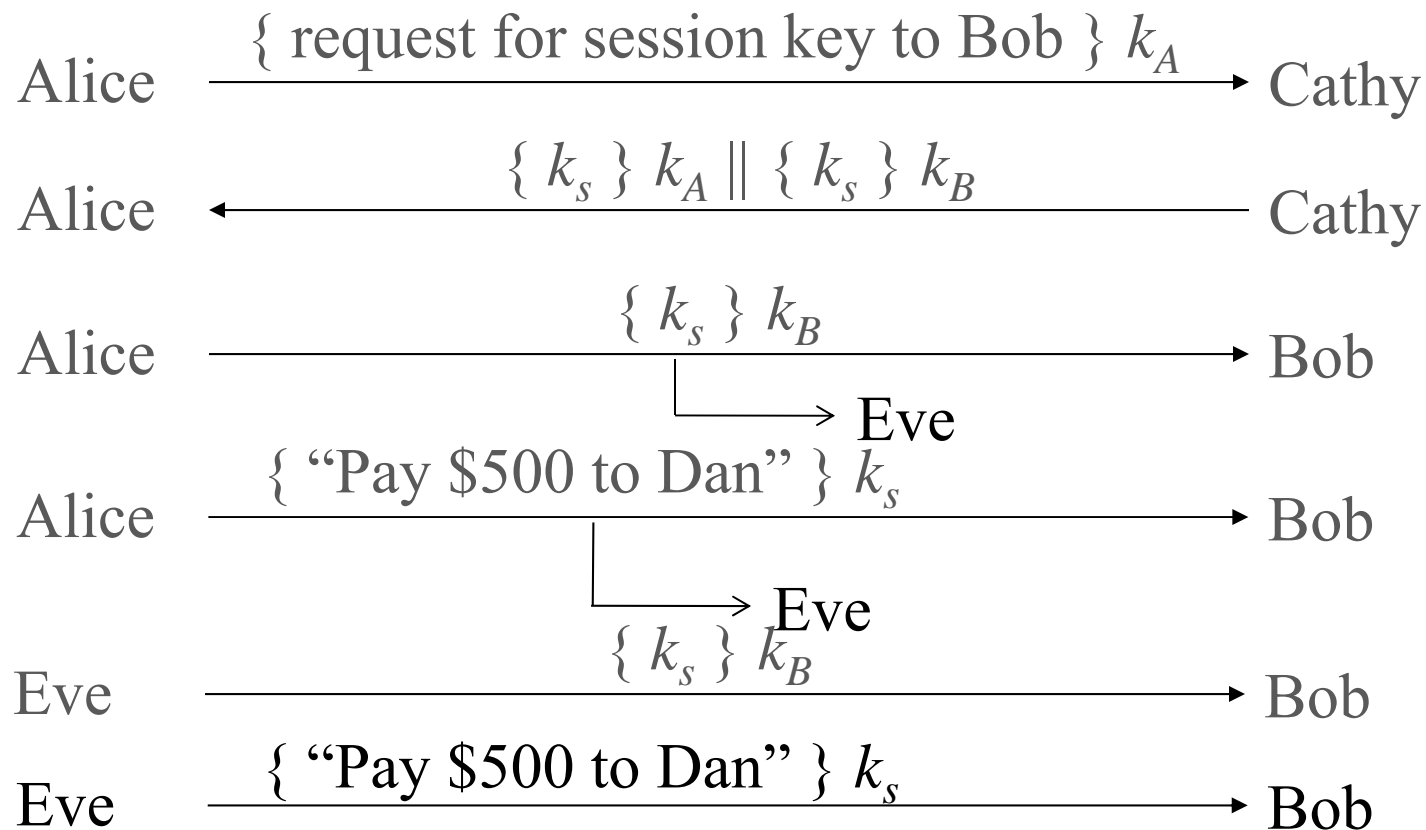 { request for session key to Bob } kA
Alice Cathy
{ ks } kA || { ks } kB
Alice Cathy
{ ks } kB
Alice Bob
Eve
{ “Pay $500 to Dan” } ks
Alice Bob
Eve
{ ks } kB
Eve Bob
{ “Pay $500 to Dan” } ks
Eve Bob